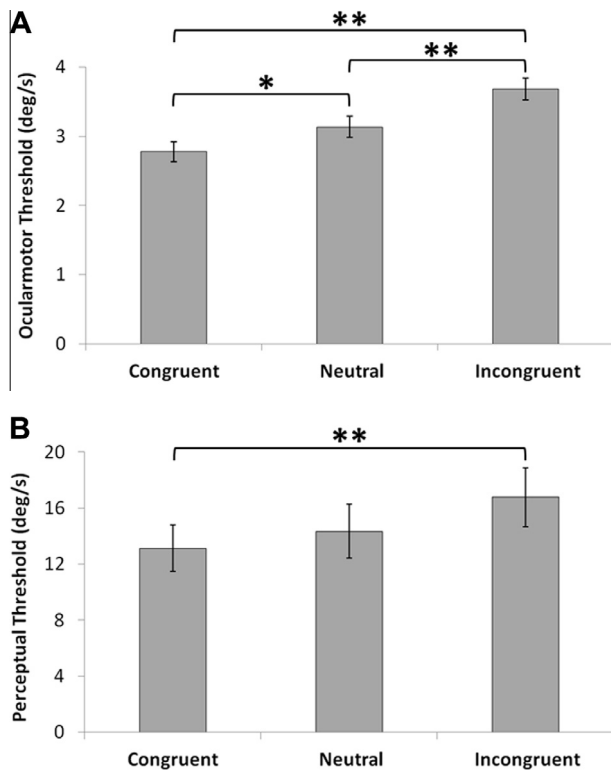 A
**
**
*
Ocularmotor Threshold (deg/s)
4
3
2
1
0
Congruent Neutral Incongruent
B
**
Perceptual Threshold (deg/s)
20
16
12
8
4
0
Congruent Neutral Incongruent